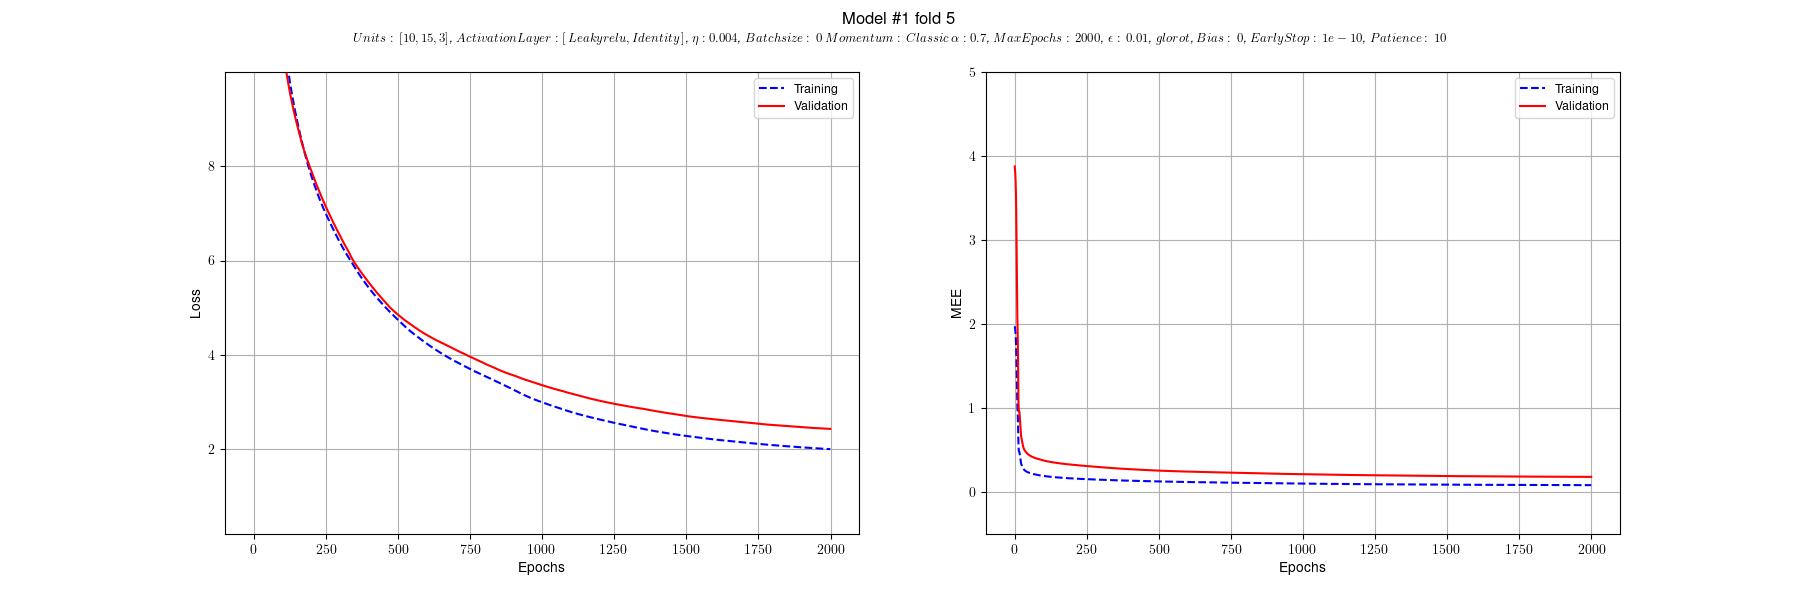 Model #1 fold 5
Units : [10, 15, 3], ActivationLayer : [ Leakyrelu, Identity], η : 0.004, Batchsize : 0 Momentum : Classic α : 0.7, MaxEpochs : 2000, ϵ : 0.01, glorot, Bias : 0, EarlyStop : 1e − 10, Patience : 10
Training
Validation
8
6
4
2
Loss
0 250 500 750 1000 1250 1500 1750 2000
Epochs
Training
Validation
5
4
3
2
1
0
MEE
0 250 500 750 1000 1250 1500 1750 2000
Epochs